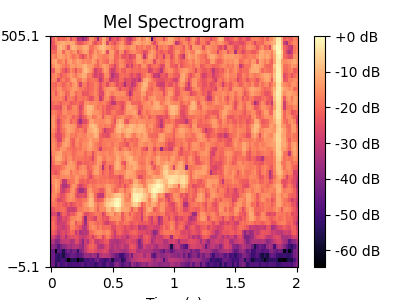 Mel Spectrogram
505.1
−5.1
0
0.5
1
1.5
2
+0 dB
-10 dB
-20 dB
-30 dB
-40 dB
-50 dB
-60 dB